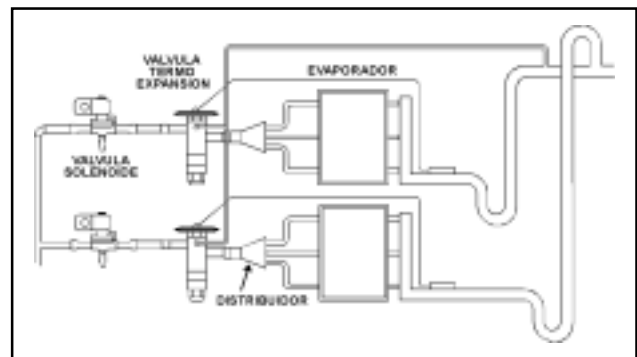 VALVULA
TERMO
EXPANSION
EVAPORADOR
VALVULA
SOLENOIDE
DISTRIBUIDOR